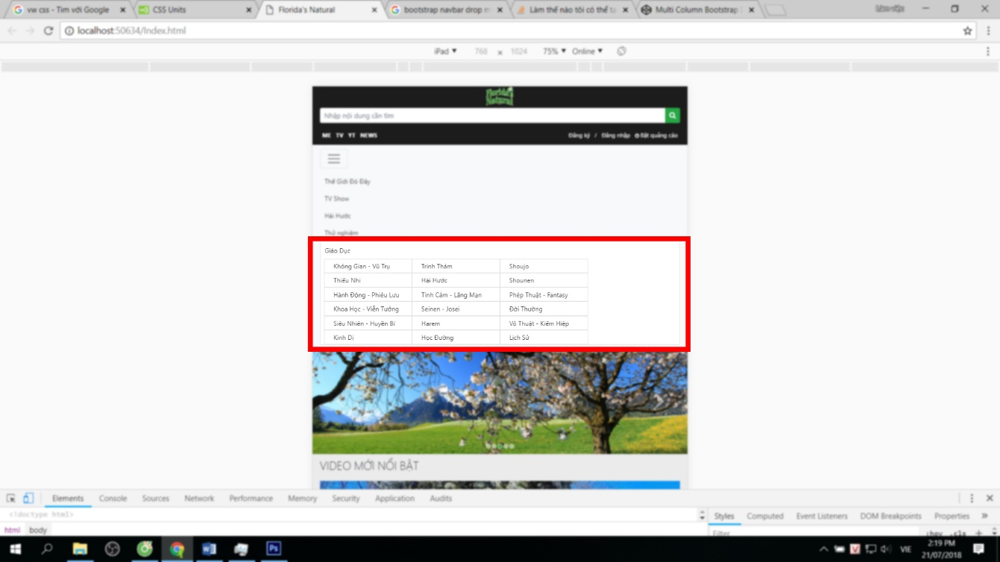 vw css - Tìm với Google
CSS Units
Florida's Natural
bootstrap navbar drop m
Làm thế nào tôi có thể tạ
Multi Column Bootstrap
localhost:50634/Index.html
iPad 768 x 1024 75% Online
Florida's
Natural
Nhập nội dung cần tìm
ME TV YT NEWS Đăng ký / Đăng nhập Bật quảng cáo
Thế Giới Đó Đây
TV Show
Hài Hước
Thử nghiệm
Giáo Dục
Không Gian - Vũ Trụ Trinh Thám Shoujo
Thiếu Nhi Hài Hước Shounen
Hành Động - Phiêu Lưu Tình Cảm - Lãng Mạn Phép Thuật - Fantasy
Khoa Học - Viễn Tưởng Seinen - Josei Đời Thường
Siêu Nhiên - Huyền Bí Harem Võ Thuật - Kiếm Hiệp
Kinh Dị Học Đường Lịch Sử
VIDEO MỚI NỔI BẬT
Elements Console Sources Network Performance Memory Security Application Audits
<!doctype html>
Styles Computed Event Listeners DOM Breakpoints Properties »
html body
Filter :hov .cls +
W Ps V VIE
2:19 PM
21/07/2018